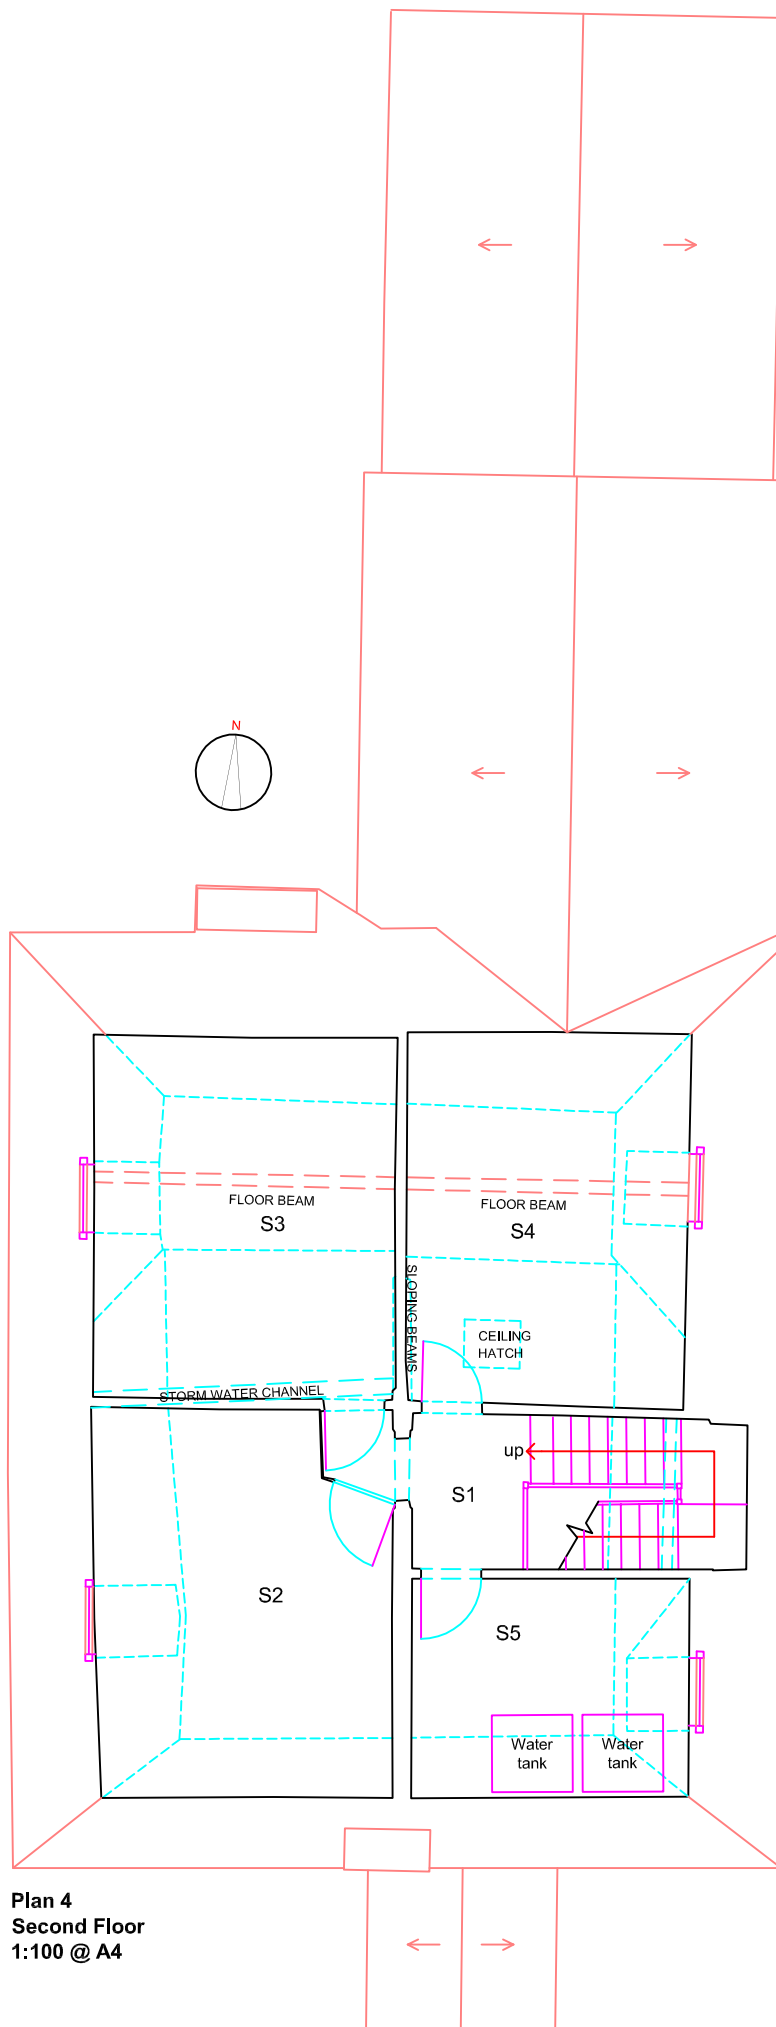 N
FLOOR BEAM
S3
FLOOR BEAM
S4
SLOPING BEAMS
CEILING
HATCH
STORM WATER CHANNEL
up
S1
S2
S5
Water
tank
Water
tank
Plan 4
Second Floor
1:100 @ A4